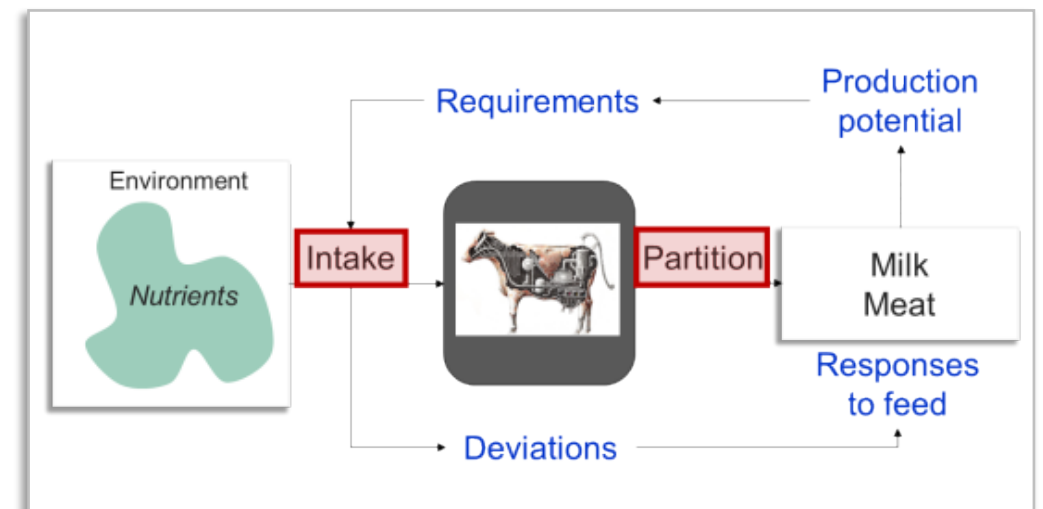 Production
potential
Requirements
Environment
Nutrients
Intake
Partition
Milk
Meat
Responses
to feed
Deviations